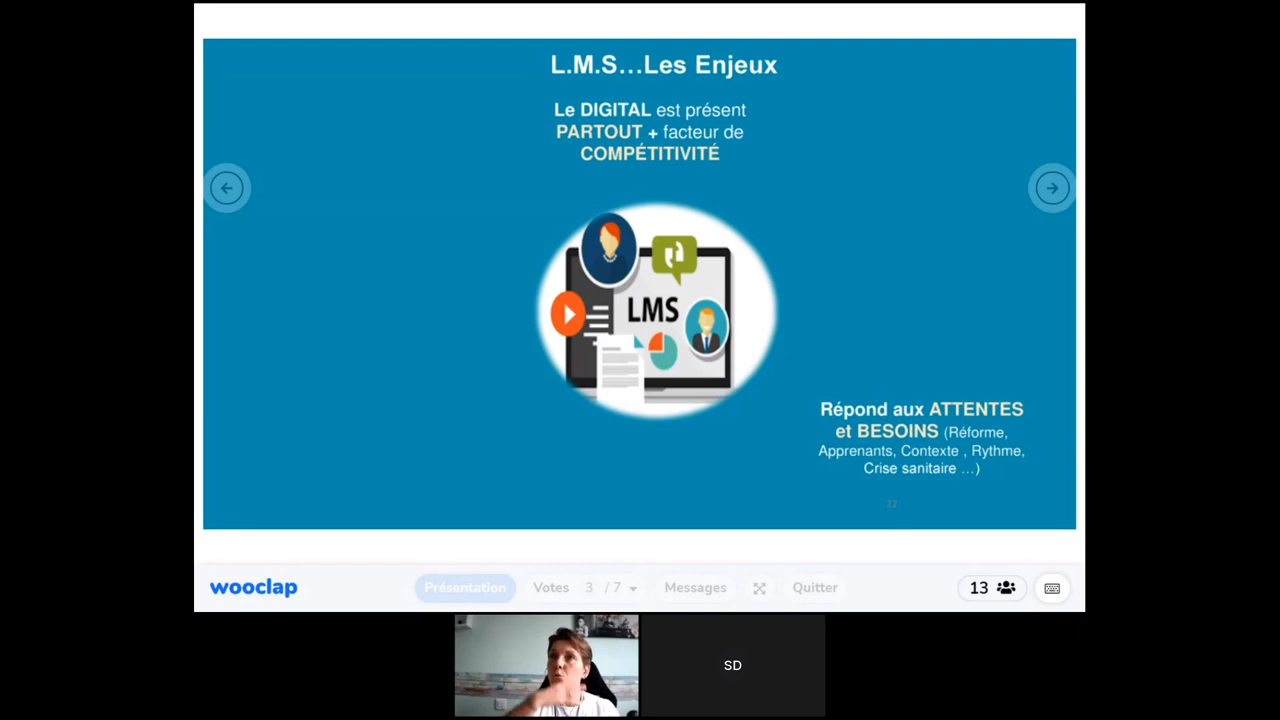 L.M.S…Les Enjeux
Le DIGITAL est présent
PARTOUT + facteur de
COMPÉTITIVITÉ
LMS
Répond aux ATTENTES
et BESOINS (Réforme,
Apprenants, Contexte , Rythme,
Crise sanitaire …)
22
wooclap
Présentation
Votes 3 / 7
Messages
Quitter
13
SD